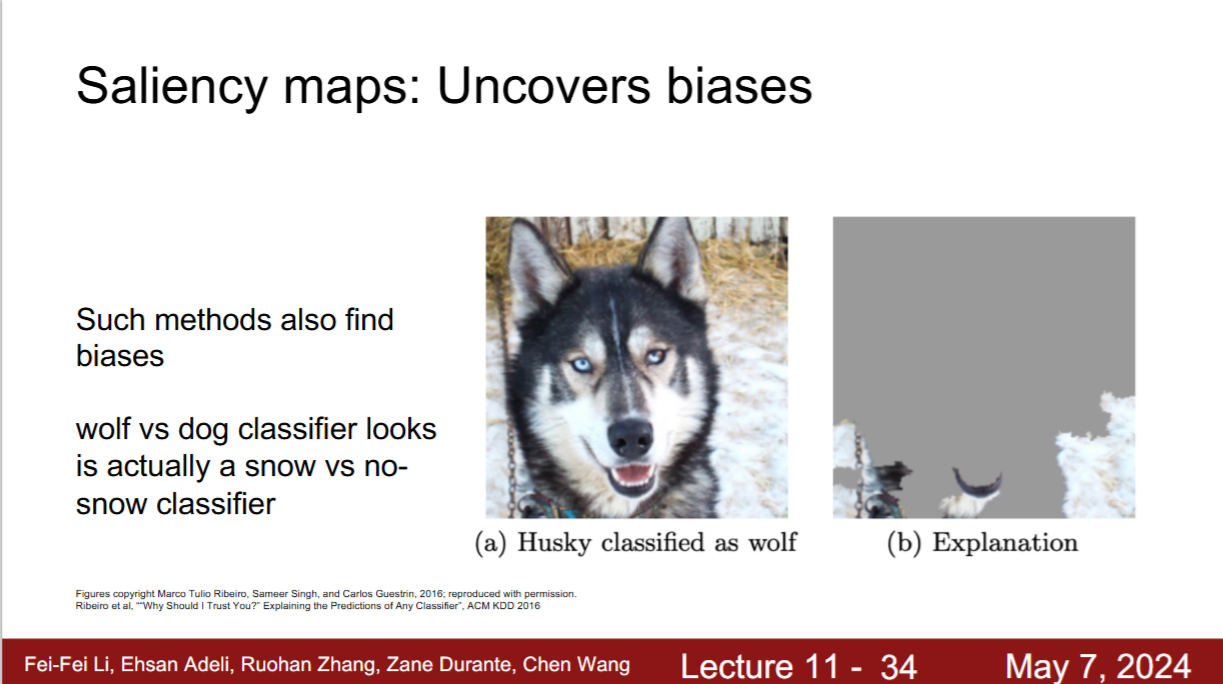 Saliency maps: Uncovers biases
Such methods also find
biases
wolf vs dog classifier looks
is actually a snow vs no-
snow classifier
(a) Husky classified as wolf
(b) Explanation
Figures copyright Marco Tulio Ribeiro, Sameer Singh, and Carlos Guestrin, 2016; reproduced with permission.
Ribeiro et al, ““Why Should I Trust You?” Explaining the Predictions of Any Classifier”, ACM KDD 2016
Fei-Fei Li, Ehsan Adeli, Ruohan Zhang, Zane Durante, Chen Wang
Lecture 11 - 34
May 7, 2024